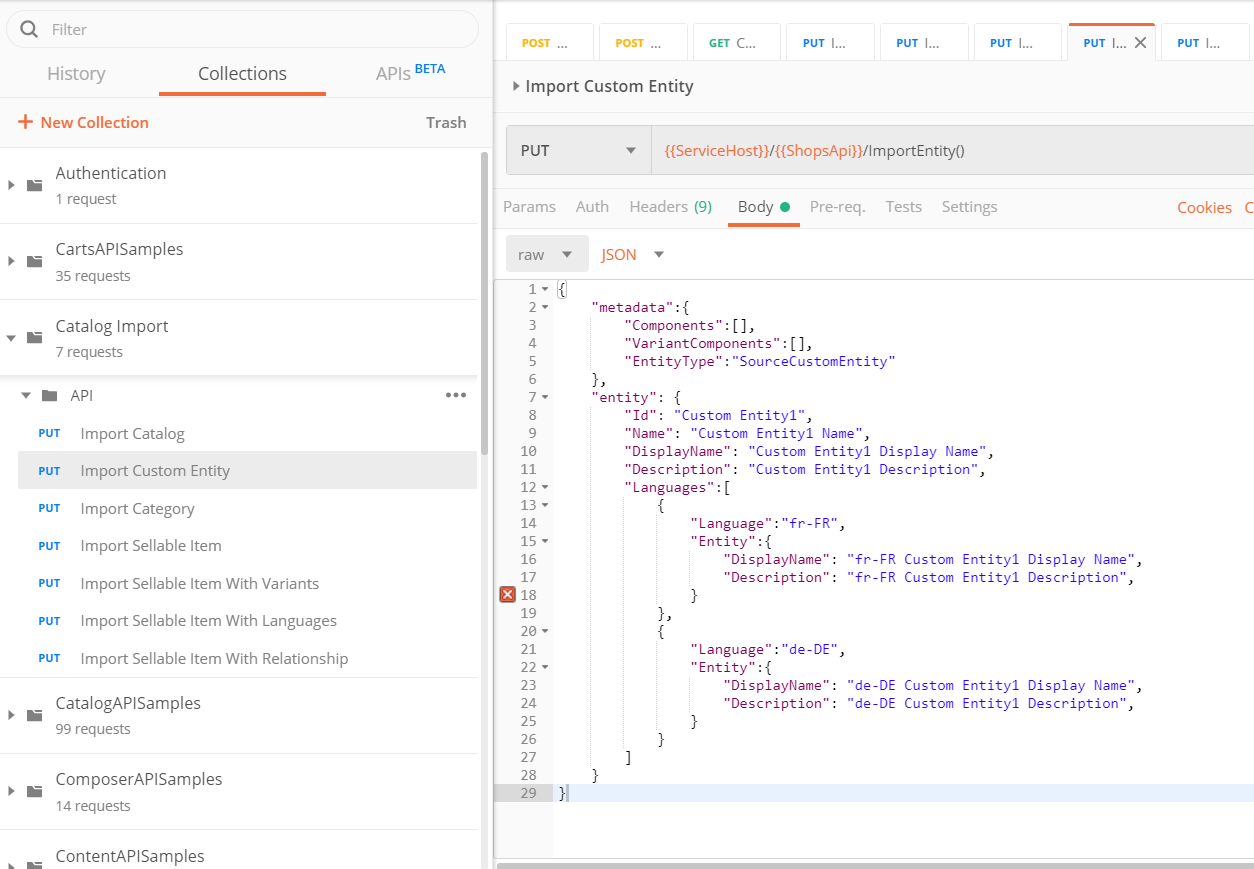 Filter
History Collections APIs BETA
+ New Collection Trash
Authentication
1 request
CartsAPISamples
35 requests
Catalog Import
7 requests
API •••
PUT Import Catalog
PUT Import Custom Entity
PUT Import Category
PUT Import Sellable Item
PUT Import Sellable Item With Variants
PUT Import Sellable Item With Languages
PUT Import Sellable Item With Relationship
CatalogAPISamples
99 requests
ComposerAPISamples
14 requests
ContentAPISamples
POST ... POST ... GET C... PUT I... PUT I... PUT I... PUT I... PUT I...
Import Custom Entity
PUT {{ServiceHost}}/{{ShopsApi}}/ImportEntity()
Params Auth Headers (9) Body Pre-req. Tests Settings Cookies C
raw JSON
1 {
2 "metadata":{
3 "Components":[],
4 "VariantComponents":[],
5 "EntityType":"SourceCustomEntity"
6 },
7 "entity": {
8 "Id": "Custom Entity1",
9 "Name": "Custom Entity1 Name",
10 "DisplayName": "Custom Entity1 Display Name",
11 "Description": "Custom Entity1 Description",
12 "Languages":[
13 {
14 "Language":"fr-FR",
15 "Entity":{
16 "DisplayName": "fr-FR Custom Entity1 Display Name",
17 "Description": "fr-FR Custom Entity1 Description",
18 }
19 },
20 {
21 "Language":"de-DE",
22 "Entity":{
23 "DisplayName": "de-DE Custom Entity1 Display Name",
24 "Description": "de-DE Custom Entity1 Description",
25 }
26 }
27 ]
28 }
29 }